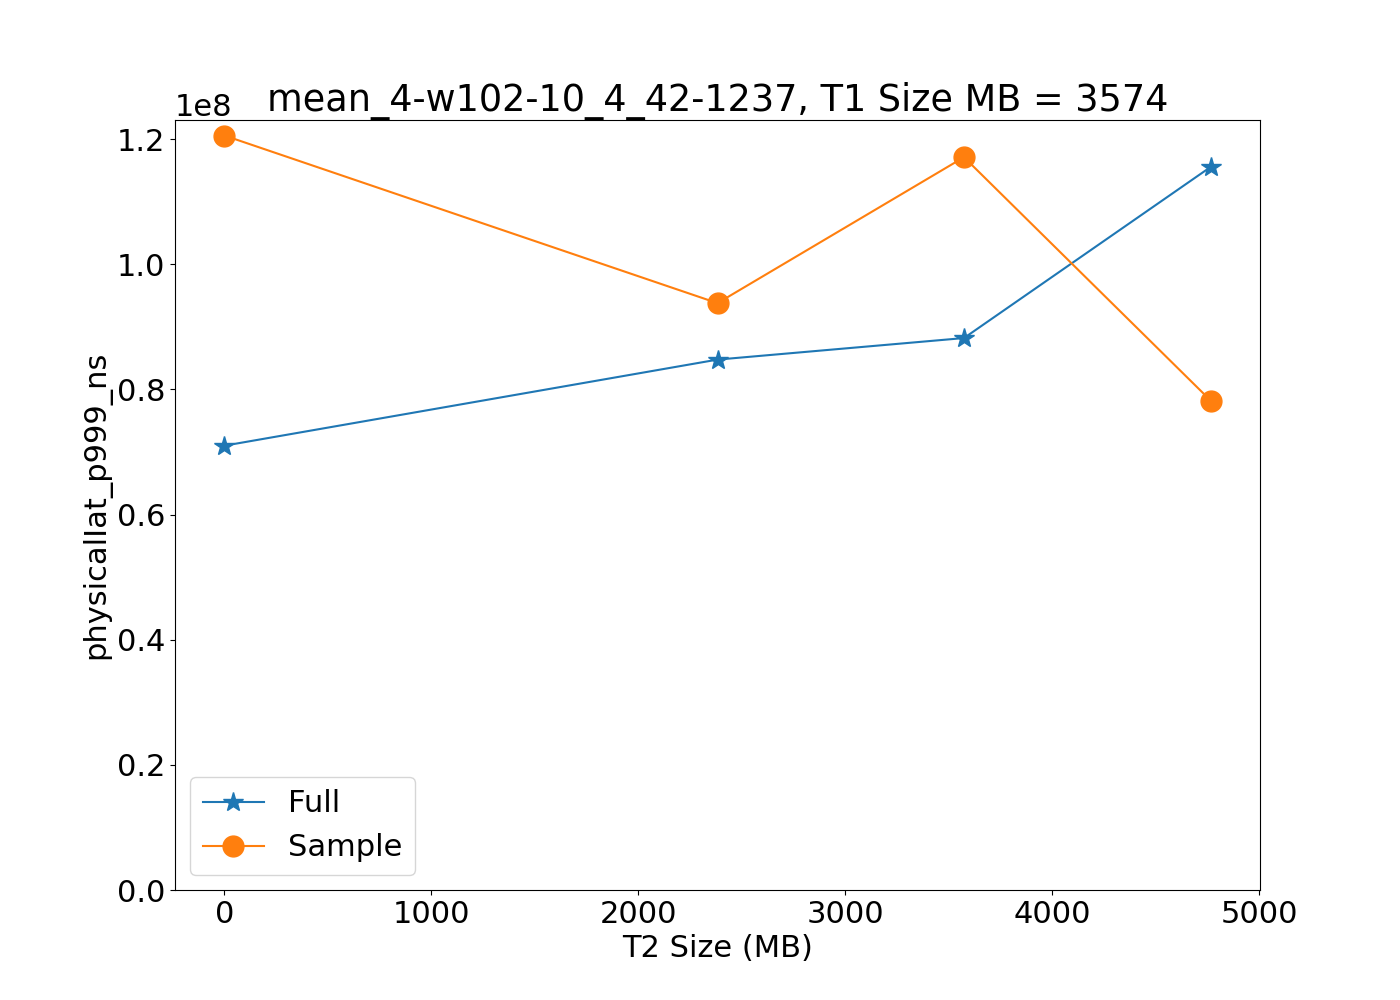 1e8
mean_4-w102-10_4_42-1237, T1 Size MB = 3574
1.2
1.0
0.8
0.6
0.4
0.2
0.0
physicallat_p999_ns
Full
Sample
0 1000 2000 3000 4000 5000
T2 Size (MB)